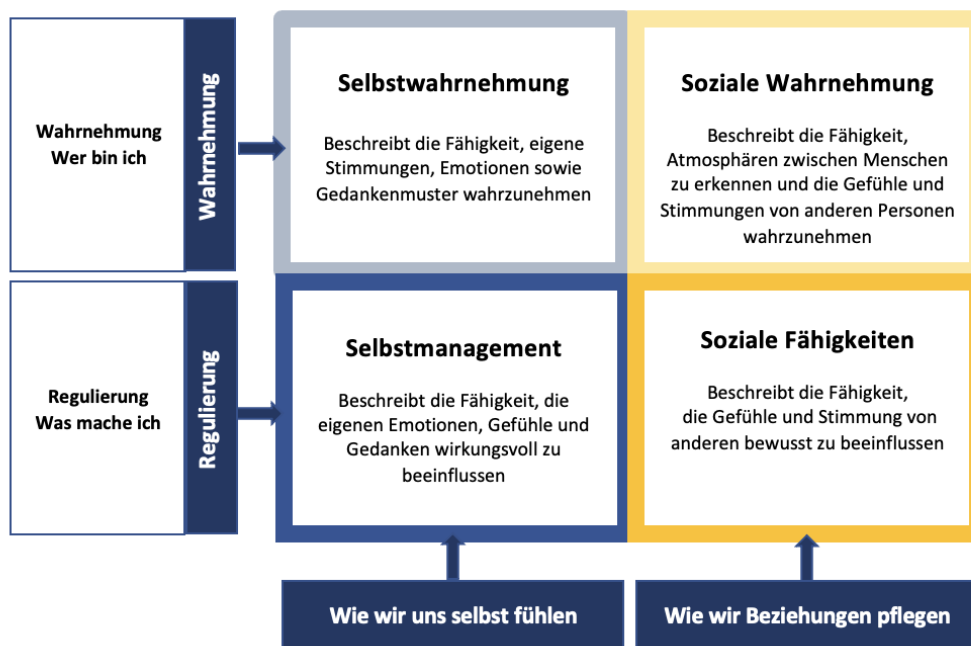 Wahrnehmung
Wer bin ich
Wahrnehmung
Selbstwahrnehmung
Beschreibt die Fähigkeit, eigene
Stimmungen, Emotionen sowie
Gedankenmuster wahrzunehmen
Soziale Wahrnehmung
Beschreibt die Fähigkeit,
Atmosphären zwischen Menschen
zu erkennen und die Gefühle und
Stimmungen von anderen Personen
wahrzunehmen
Regulierung
Was mache ich
Regulierung
Selbstmanagement
Beschreibt die Fähigkeit, die
eigenen Emotionen, Gefühle und
Gedanken wirkungsvoll zu
beeinflussen
Soziale Fähigkeiten
Beschreibt die Fähigkeit,
die Gefühle und Stimmung von
anderen bewusst zu beeinflussen
Wie wir uns selbst fühlen
Wie wir Beziehungen pflegen